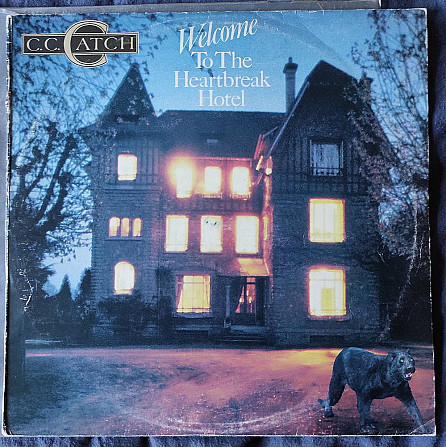 C.C. CATCH
Welcome
To The
Heartbreak
Hotel